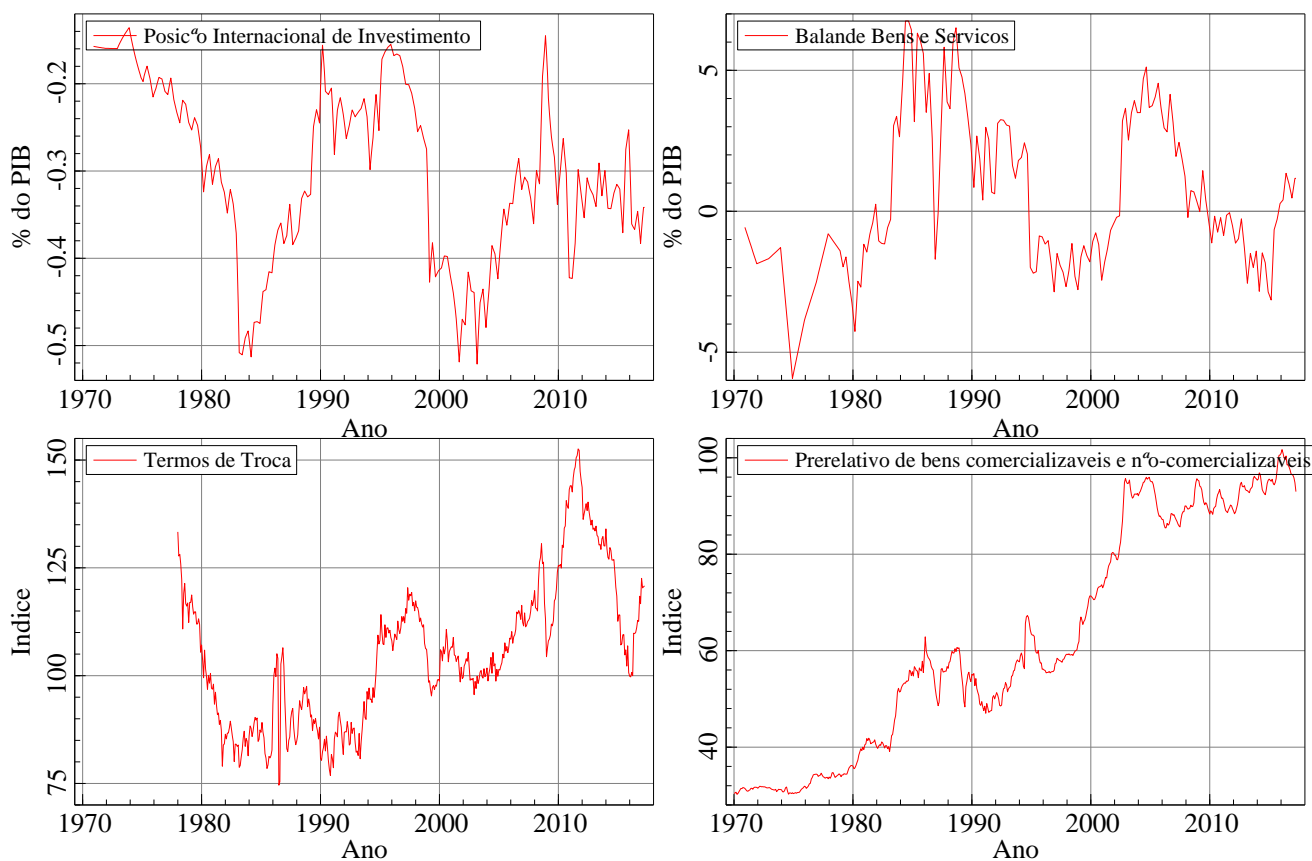 Posicªo Internacional de Investimento
-0.2
-0.3
-0.4
-0.5
% do PIB
1970 1980 1990 2000 2010
Ano
Balande Bens e Servicos
5
0
-5
% do PIB
1970 1980 1990 2000 2010
Ano
Termos de Troca
150
125
100
75
Indice
1970 1980 1990 2000 2010
Ano
Prerelativo de bens comercializaveis e nªo-comercializaveis
100
80
60
40
Indice
1970 1980 1990 2000 2010
Ano